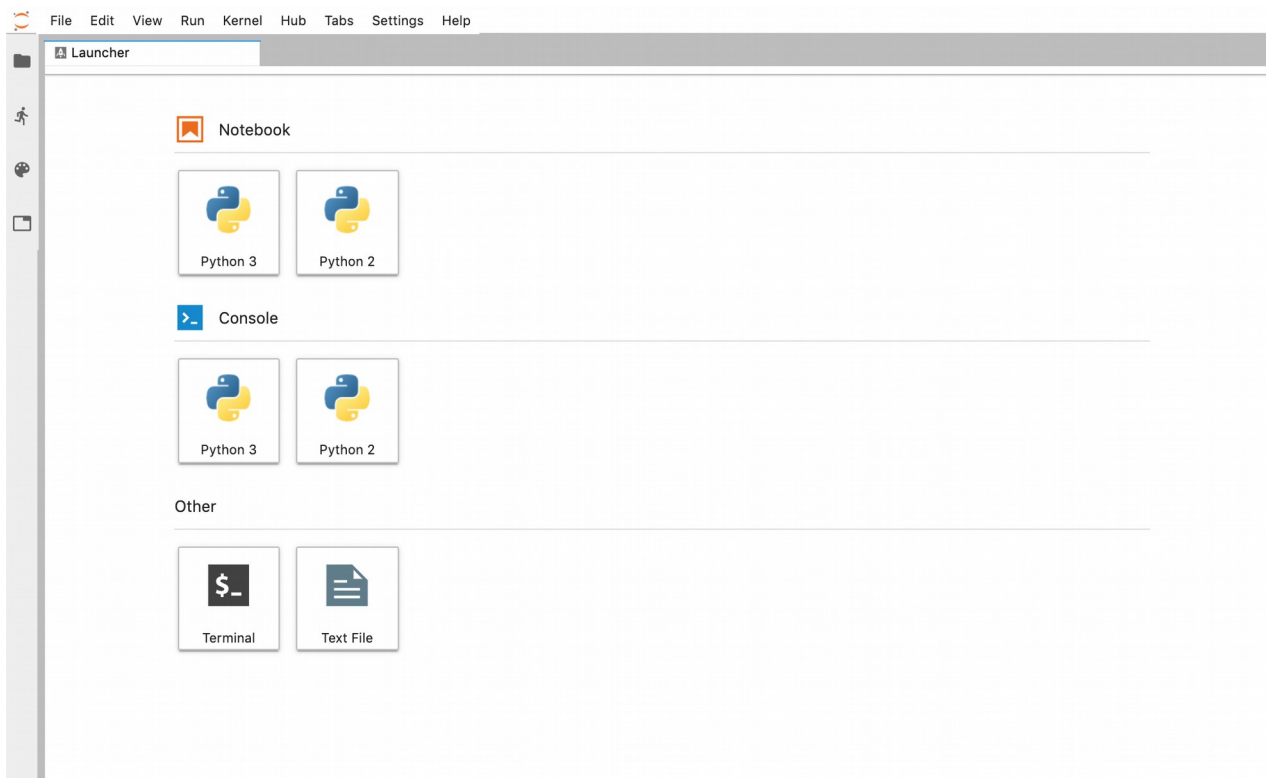 File Edit View Run Kernel Hub Tabs Settings Help
Launcher
Notebook
Python 3 Python 2
>_ Console
Python 3 Python 2
Other
$_
Terminal Text File